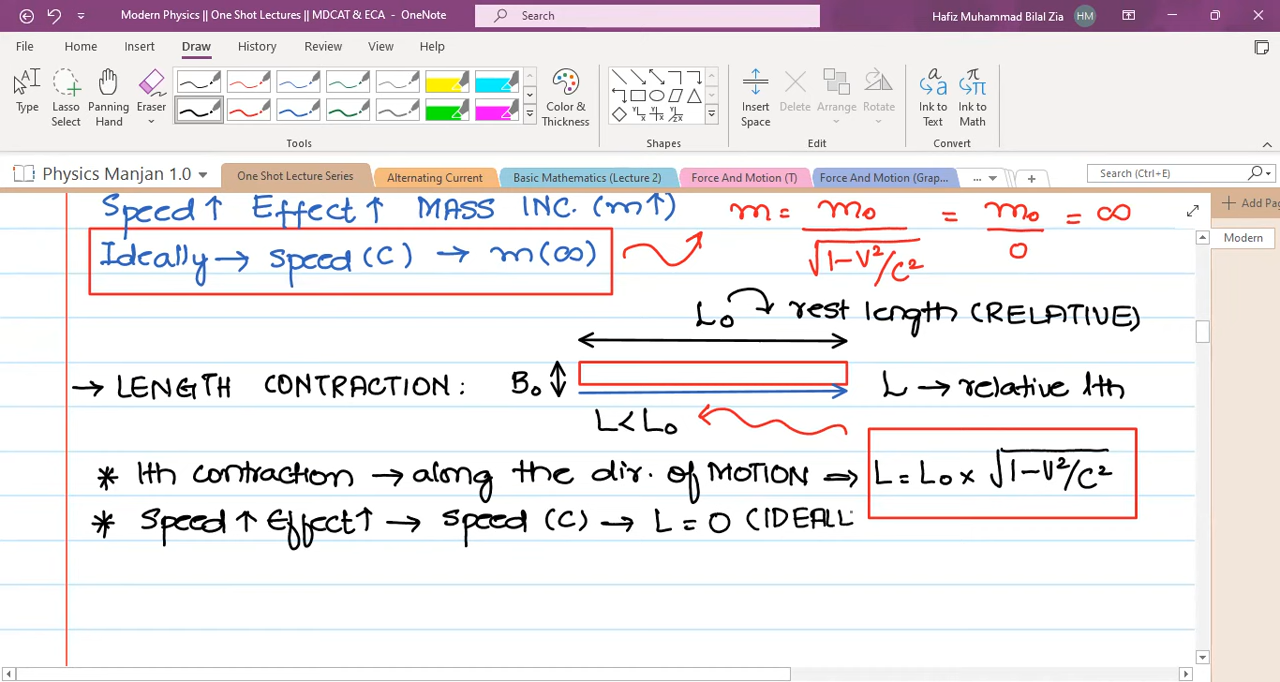 Modern Physics || One Shot Lectures || MDCAT & ECA - OneNote
Search
Hafiz Muhammad Bilal Zia HM
File Home Insert Draw History Review View Help
Type Lasso Select Panning Hand Eraser Color & Thickness Insert Space Delete Arrange Rotate Ink to Text Ink to Math
Tools Shapes Edit Convert
Physics Manjan 1.0 One Shot Lecture Series Alternating Current Basic Mathematics (Lecture 2) Force And Motion (T) Force And Motion (Grap... ... Search (Ctrl+E)
Add Pag
Modern
Speed↑ Effect↑ MASS INC. (m↑) m = m₀/√1-V²/C² = m₀/0 = ∞
Ideally → Speed (C) → m(∞)
L₀ → rest length (RELATIVE)
→ LENGTH CONTRACTION: B₀ L → relative lth
L < L₀
* lth contraction → along the dir. of MOTION ⇒ L = L₀ × √1-V²/C²
* Speed↑ Effect↑ → Speed (C) → L = 0 (IDEALL